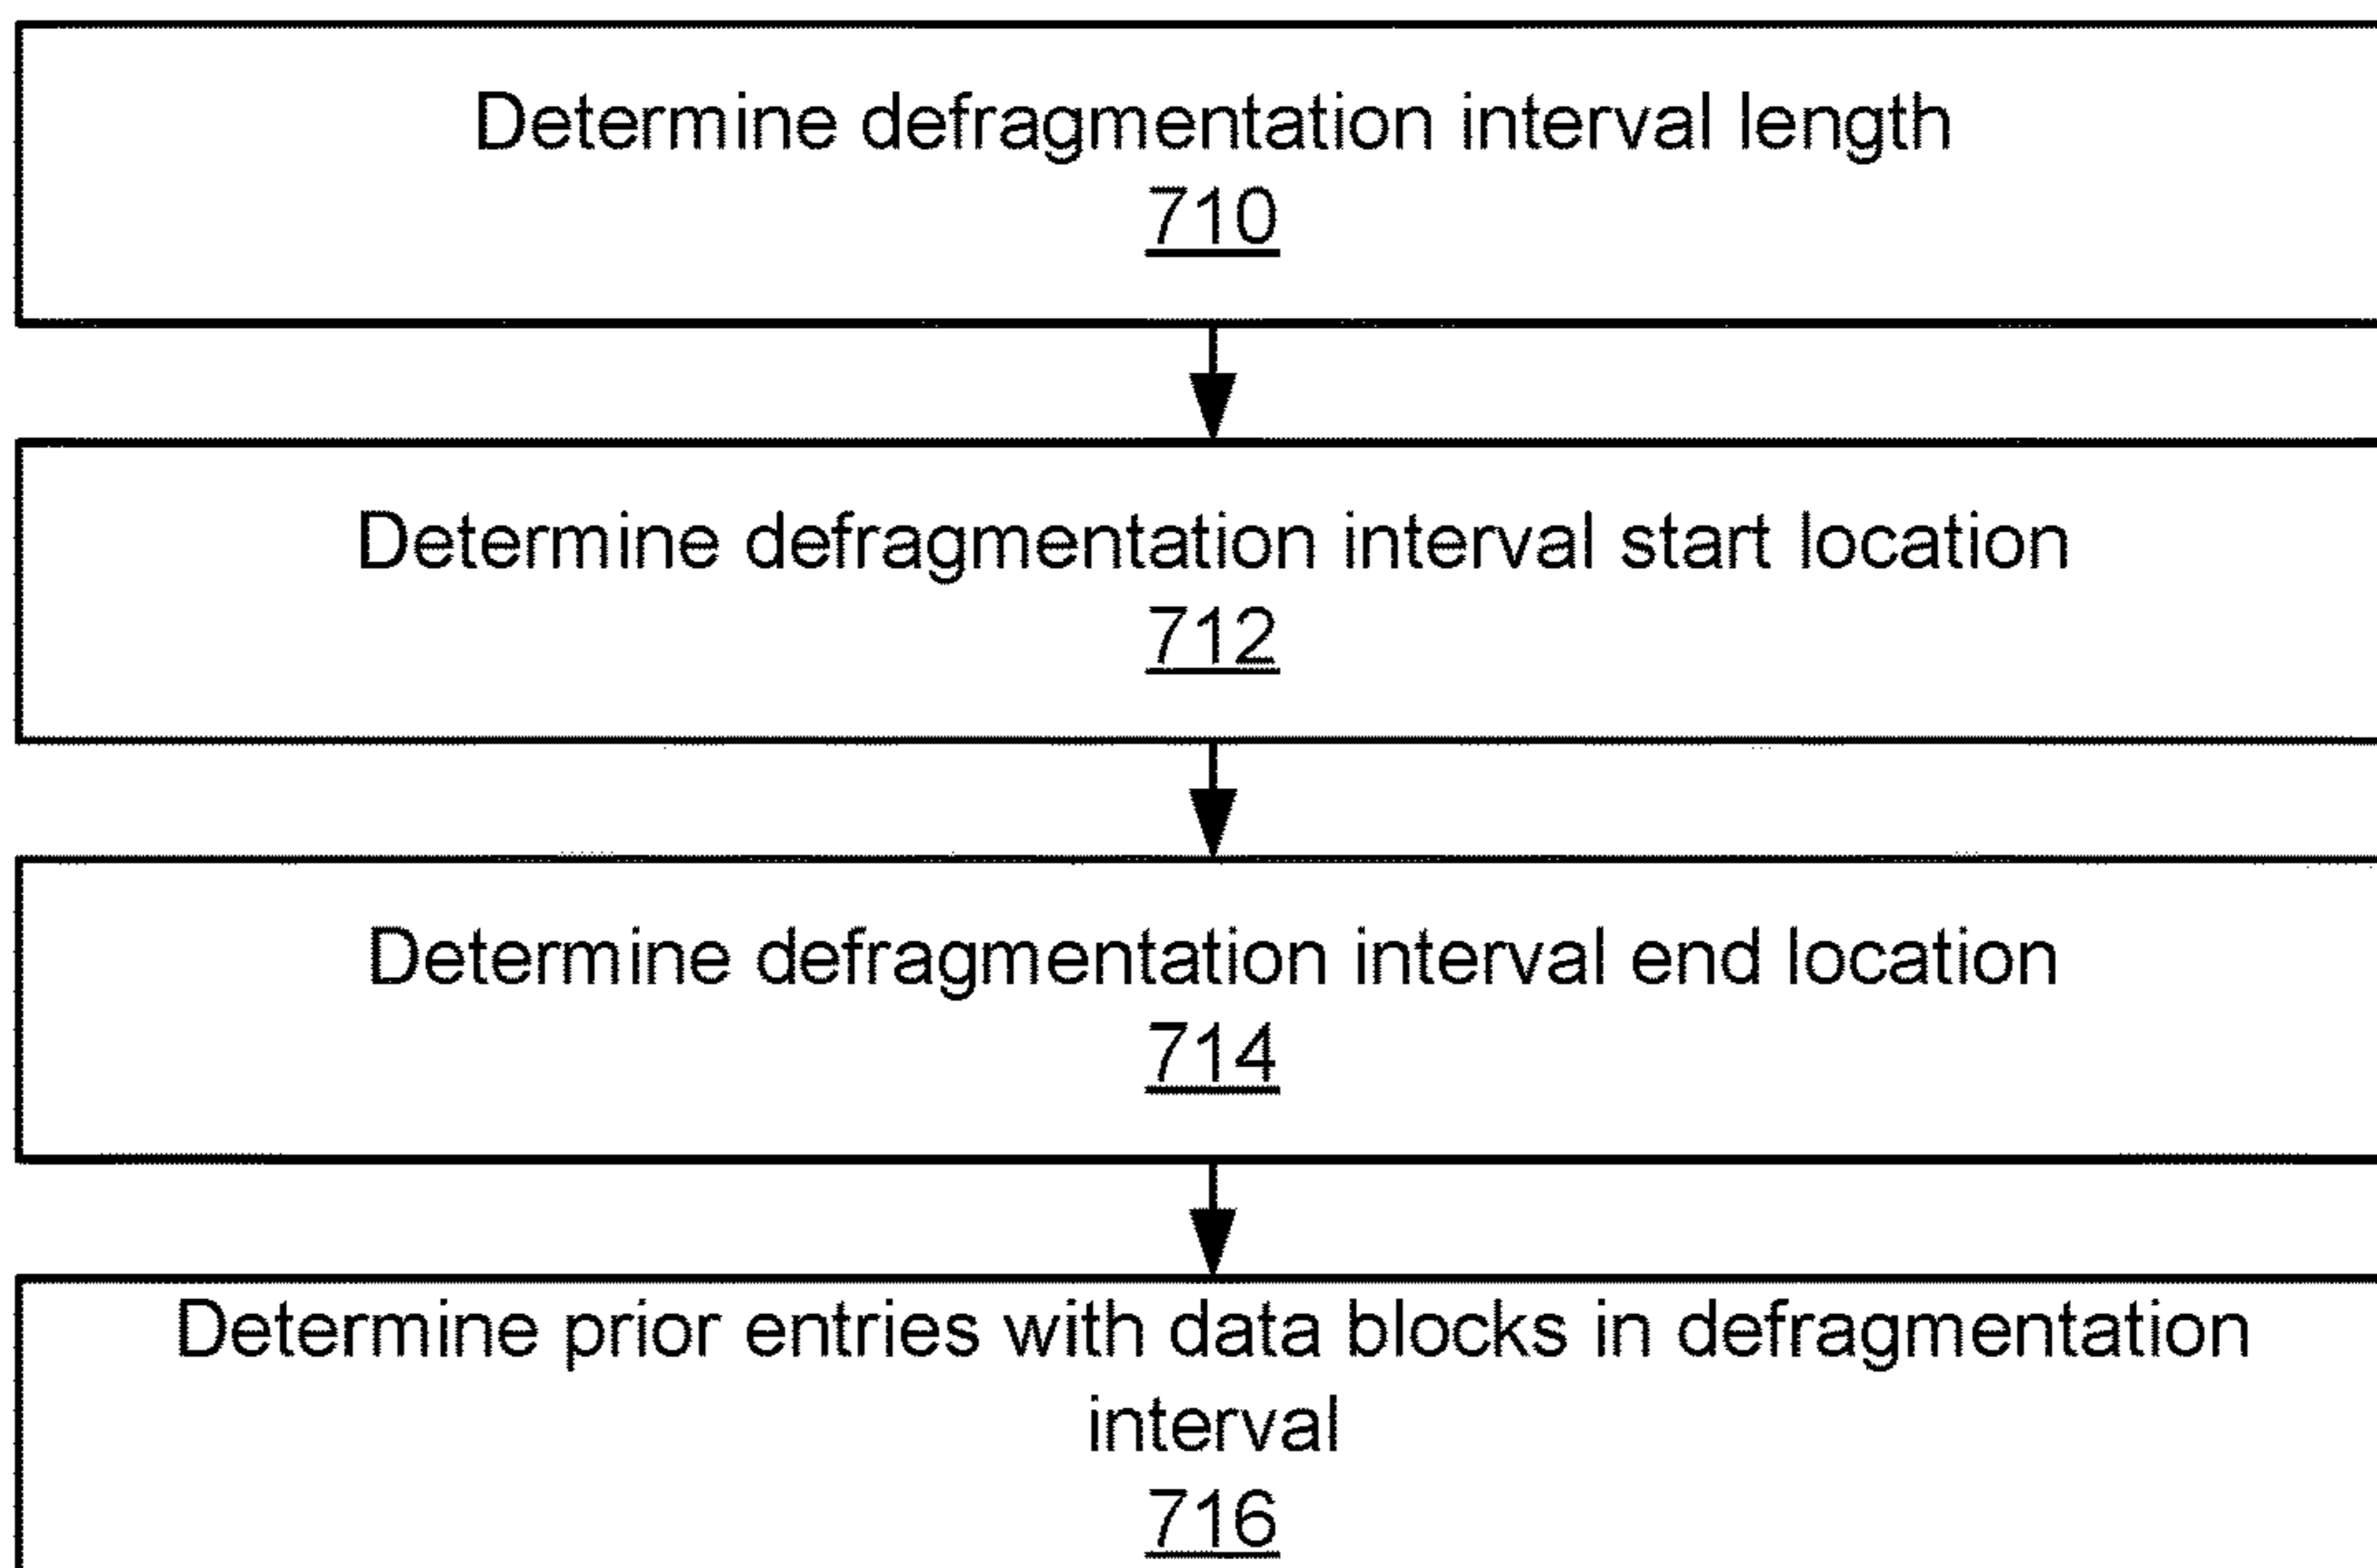 Determine defragmentation interval length
710
Determine defragmentation interval start location
712
Determine defragmentation interval end location
714
Determine prior entries with data blocks in defragmentation
interval
716